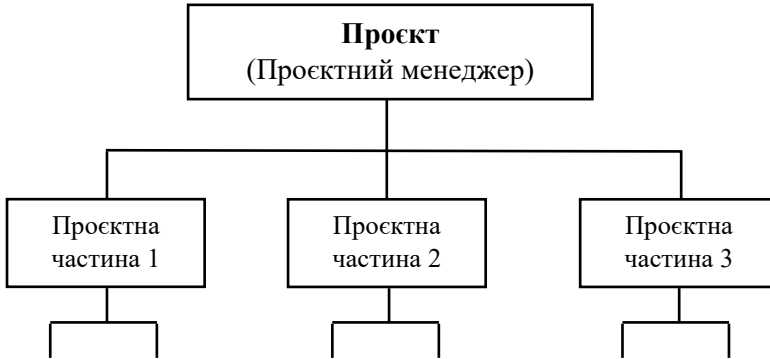 Проєкт
(Проєктний менеджер)
Проєктна
частина 1
Проєктна
частина 2
Проєктна
частина 3